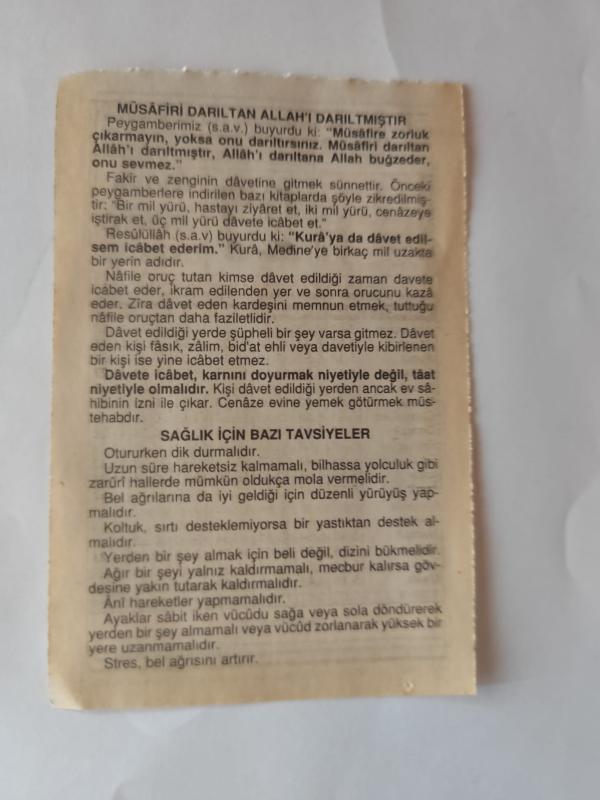 MÜSÂFİRİ DARILTAN ALLAH'I DARILTMIŞTIR
Peygamberimiz (s.a.v.) buyurdu ki: "Müsâfire zorluk
çıkarmayın, yoksa onu darıltırsınız. Müsâfiri darıltan
Allâh'ı darıltmıştır, Allâh'ı darıltana Allah buğzeder,
onu sevmez."
Fakir ve zenginin dâvetine gitmek sünnettir. Önceki
peygamberlere indirilen bazı kitaplarda şöyle zikredilmiş-
tir: "Bir mil yürü, hastayı ziyâret et, iki mil yürü, cenâzeye
iştirak et, üç mil yürü dâvete icâbet et."
Resûlüllâh (s.a.v) buyurdu ki: "Kurâ'ya da dâvet edil-
sem icâbet ederim." Kurâ, Medine'ye birkaç mil uzakta
bir yerin adıdır.
Nâfile oruç tutan kimse dâvet edildiği zaman davete
icabet eder, ikram edilenden yer ve sonra orucunu kazâ
eder. Zîra dâvet eden kardeşini memnun etmek, tuttuğu
nâfile oruçtan daha faziletlidir.
Dâvet edildiği yerde şüpheli bir şey varsa gitmez. Dâvet
eden kişi fâsık, zâlim, bid'at ehli veya davetiyle kibirlenen
bir kişi ise yine icâbet etmez.
Dâvete icâbet, karnını doyurmak niyetiyle değil, tâat
niyetiyle olmalıdır. Kişi dâvet edildiği yerden ancak ev sâ-
hibinin izni ile çıkar. Cenâze evine yemek götürmek müs-
tehabdır.
SAĞLIK İÇİN BAZI TAVSİYELER
Otururken dik durmalıdır.
Uzun süre hareketsiz kalmamalı, bilhassa yolculuk gibi
zarûrî hallerde mümkün oldukça mola vermelidir.
Bel ağrılarına da iyi geldiği için düzenli yürüyüş yap-
malıdır.
Koltuk, sırtı desteklemiyorsa bir yastıktan destek al-
malıdır.
Yerden bir şey almak için beli değil, dizini bükmelidir.
Ağır bir şeyi yalnız kaldırmamalı, mecbur kalırsa göv-
desine yakın tutarak kaldırmalıdır.
Ânî hareketler yapmamalıdır.
Ayaklar sâbit iken vücûdu sağa veya sola döndürerek
yerden bir şey almamalı veya vücûd zorlanarak yüksek bir
yere uzanmamalıdır.
Stres, bel ağrısını artırır.